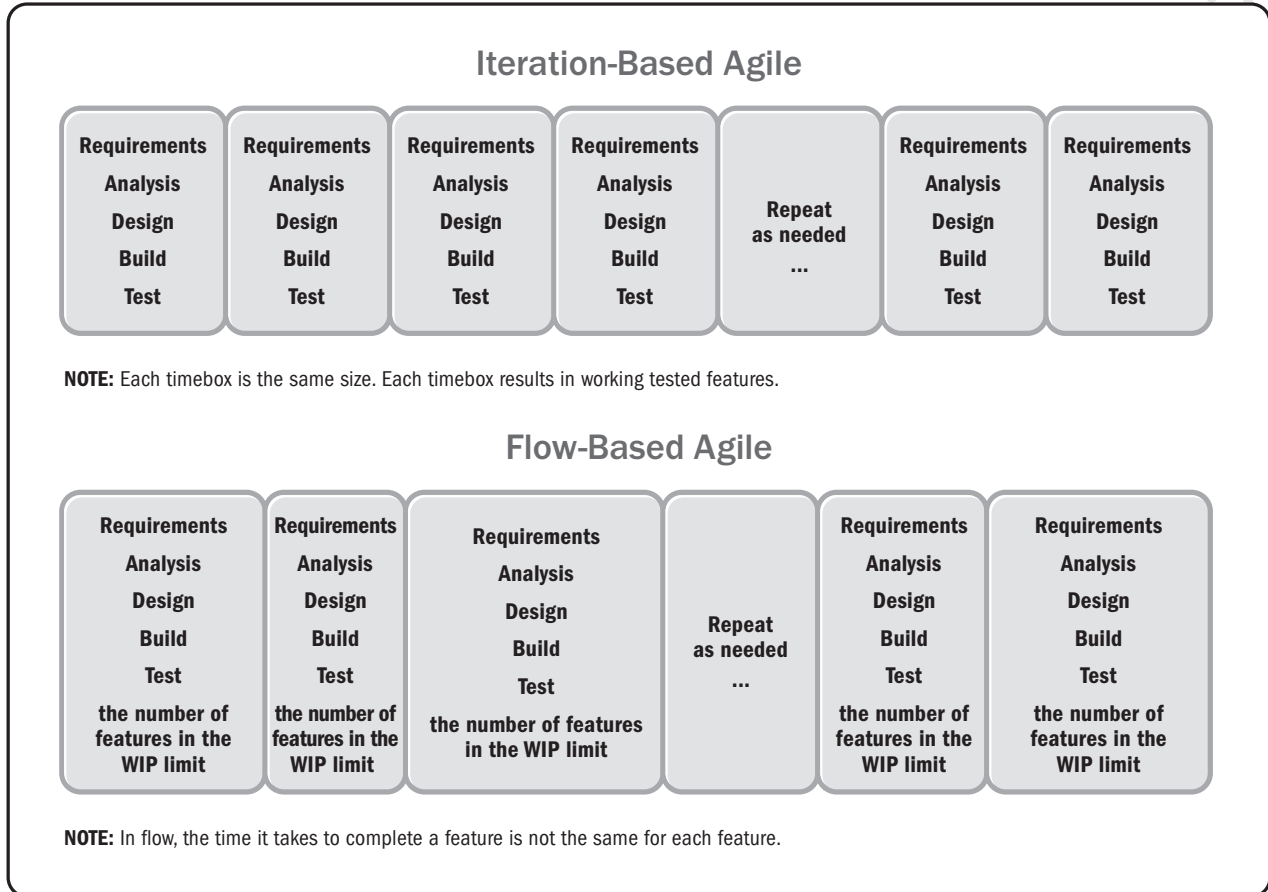 Iteration-Based Agile
Requirements
Analysis
Design
Build
Test
Requirements
Analysis
Design
Build
Test
Requirements
Analysis
Design
Build
Test
Requirements
Analysis
Design
Build
Test
Repeat
as needed
...
Requirements
Analysis
Design
Build
Test
Requirements
Analysis
Design
Build
Test
NOTE: Each timebox is the same size. Each timebox results in working tested features.
Flow-Based Agile
Requirements
Analysis
Design
Build
Test
the number of
features in the
WIP limit
Requirements
Analysis
Design
Build
Test
the number of
features in the
WIP limit
Requirements
Analysis
Design
Build
Test
the number of features
in the WIP limit
Repeat
as needed
...
Requirements
Analysis
Design
Build
Test
the number of
features in the
WIP limit
Requirements
Analysis
Design
Build
Test
the number of
features in the
WIP limit
NOTE: In flow, the time it takes to complete a feature is not the same for each feature.